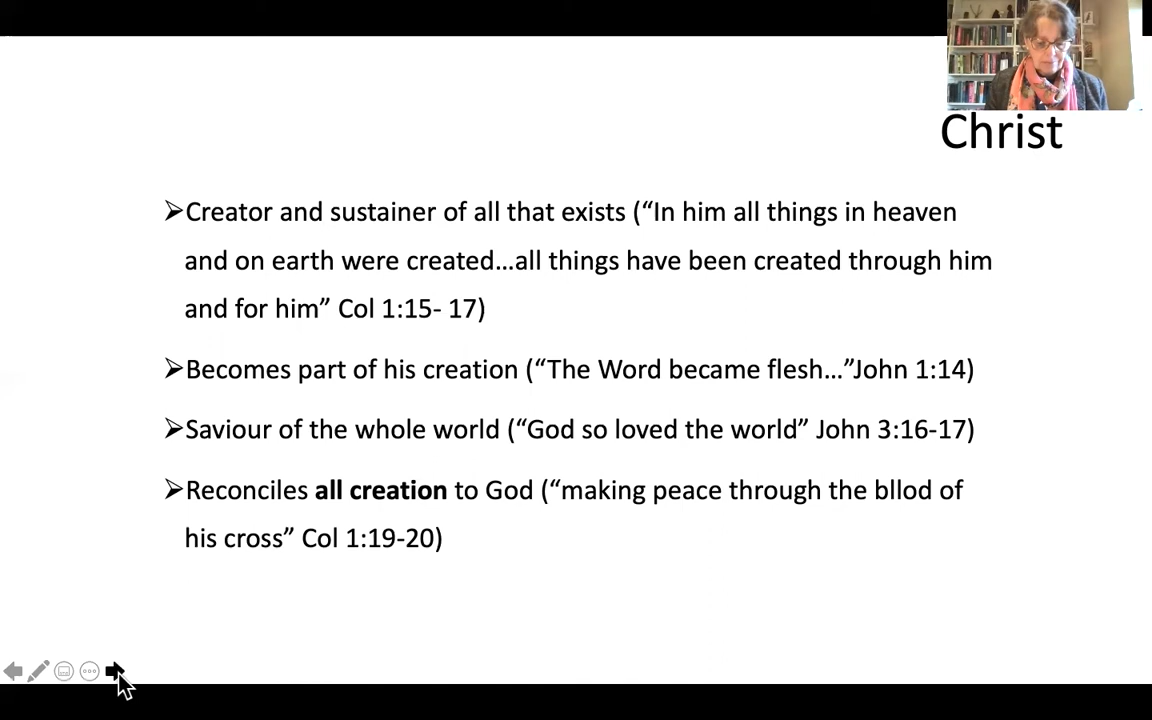 Christ
➢Creator and sustainer of all that exists (“In him all things in heaven
and on earth were created…all things have been created through him
and for him” Col 1:15- 17)
➢Becomes part of his creation (“The Word became flesh…”John 1:14)
➢Saviour of the whole world (“God so loved the world” John 3:16-17)
➢Reconciles all creation to God (“making peace through the bllod of
his cross” Col 1:19-20)